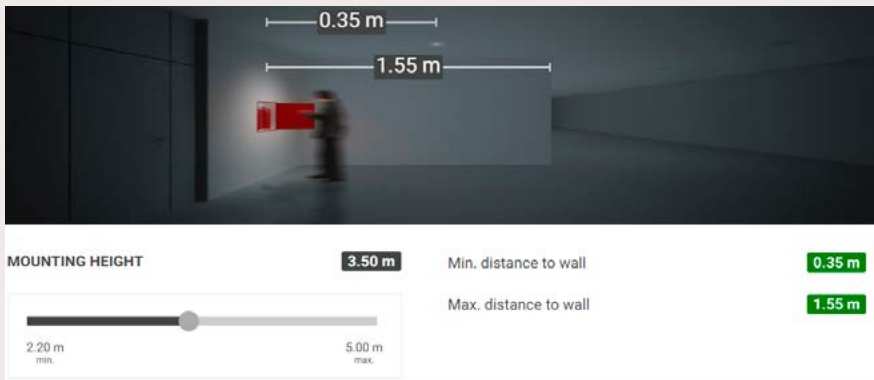 0.35 m
1.55 m
MOUNTING HEIGHT 3.50 m
2.20 m 5.00 m
min. max.
Min. distance to wall 0.35 m
Max. distance to wall 1.55 m